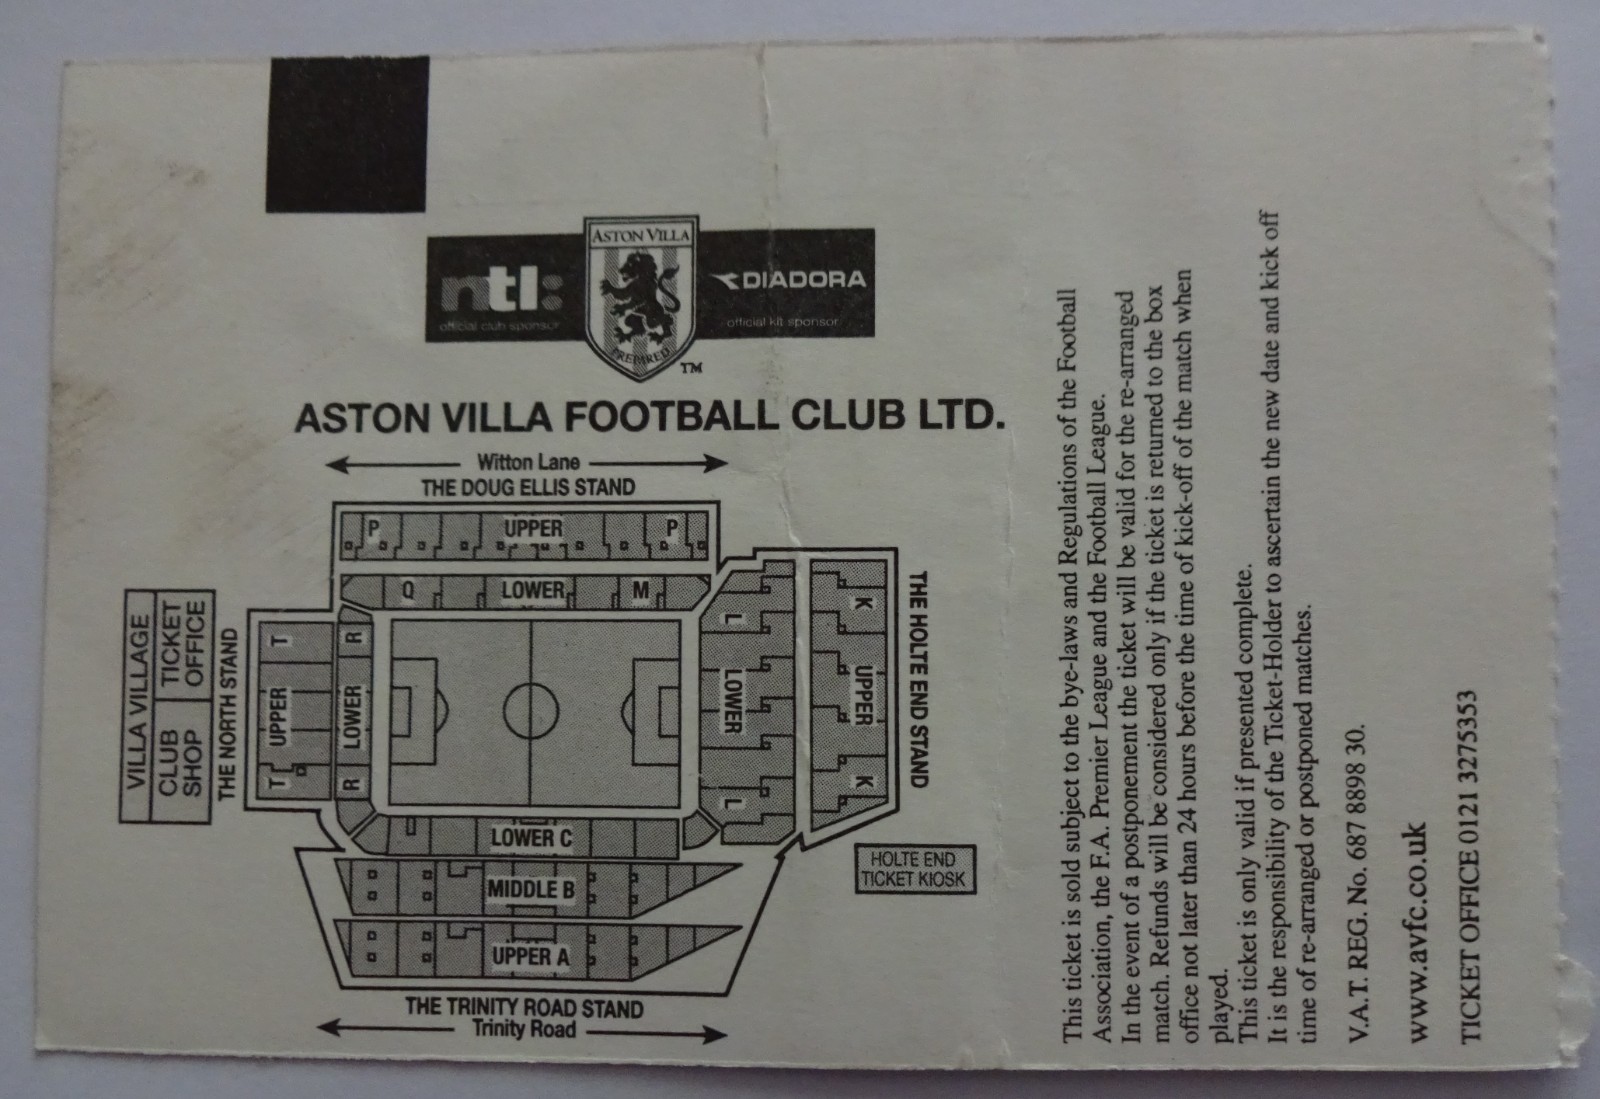 ASTON VILLA
ntl:
official club sponsor
DIADORA
official kit sponsor
PREPARED
TM
ASTON VILLA FOOTBALL CLUB LTD.
Witton Lane
THE DOUG ELLIS STAND
P UPPER P
Q LOWER M
VILLA VILLAGE
CLUB SHOP
TICKET OFFICE
THE NORTH STAND
T UPPER T
R LOWER R
L LOWER L
K UPPER K
THE HOLTE END STAND
LOWER C
MIDDLE B
UPPER A
HOLTE END
TICKET KIOSK
THE TRINITY ROAD STAND
Trinity Road
This ticket is sold subject to the bye-laws and Regulations of the Football
Association, the F.A. Premier League and the Football League.
In the event of a postponement the ticket will be valid for the re-arranged
match. Refunds will be considered only if the ticket is returned to the box
office not later than 24 hours before the time of kick-off of the match when
played.
This ticket is only valid if presented complete.
It is the responsibility of the Ticket-Holder to ascertain the new date and kick off
time of re-arranged or postponed matches.
V.A.T. REG. No. 687 8898 30.
www.avfc.co.uk
TICKET OFFICE 0121 3275353